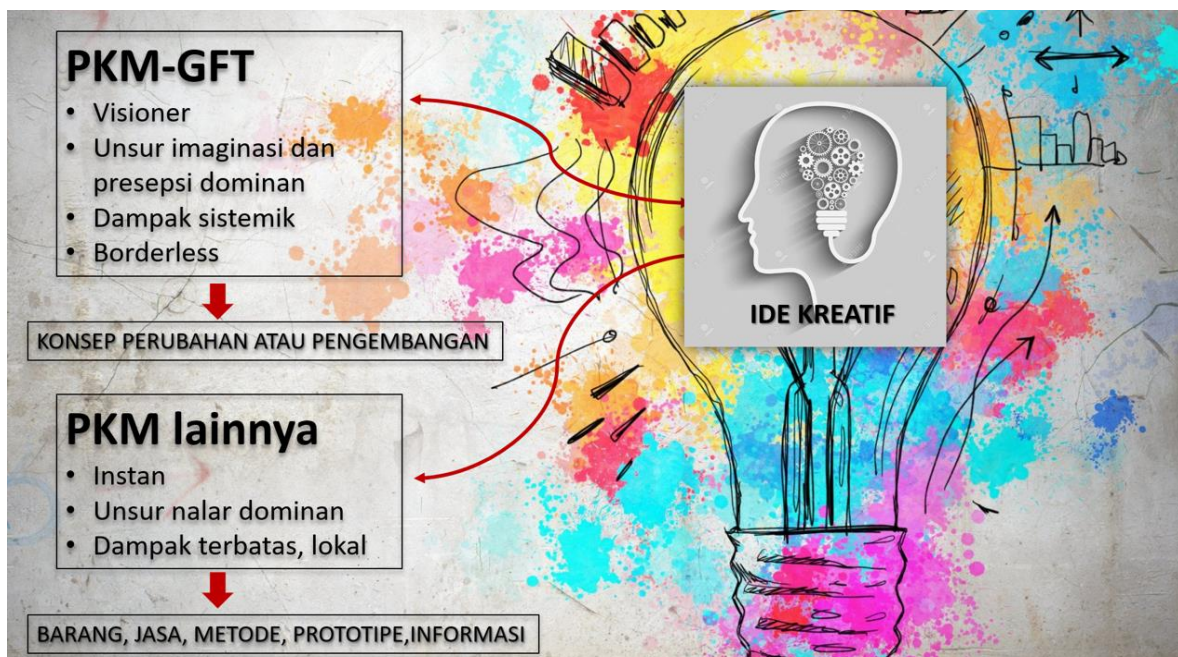 PKM-GFT
• Visioner
• Unsur imaginasi dan
presepsi dominan
• Dampak sistemik
• Borderless
KONSEP PERUBAHAN ATAU PENGEMBANGAN
PKM lainnya
• Instan
• Unsur nalar dominan
• Dampak terbatas, lokal
BARANG, JASA, METODE, PROTOTIPE,INFORMASI
IDE KREATIF